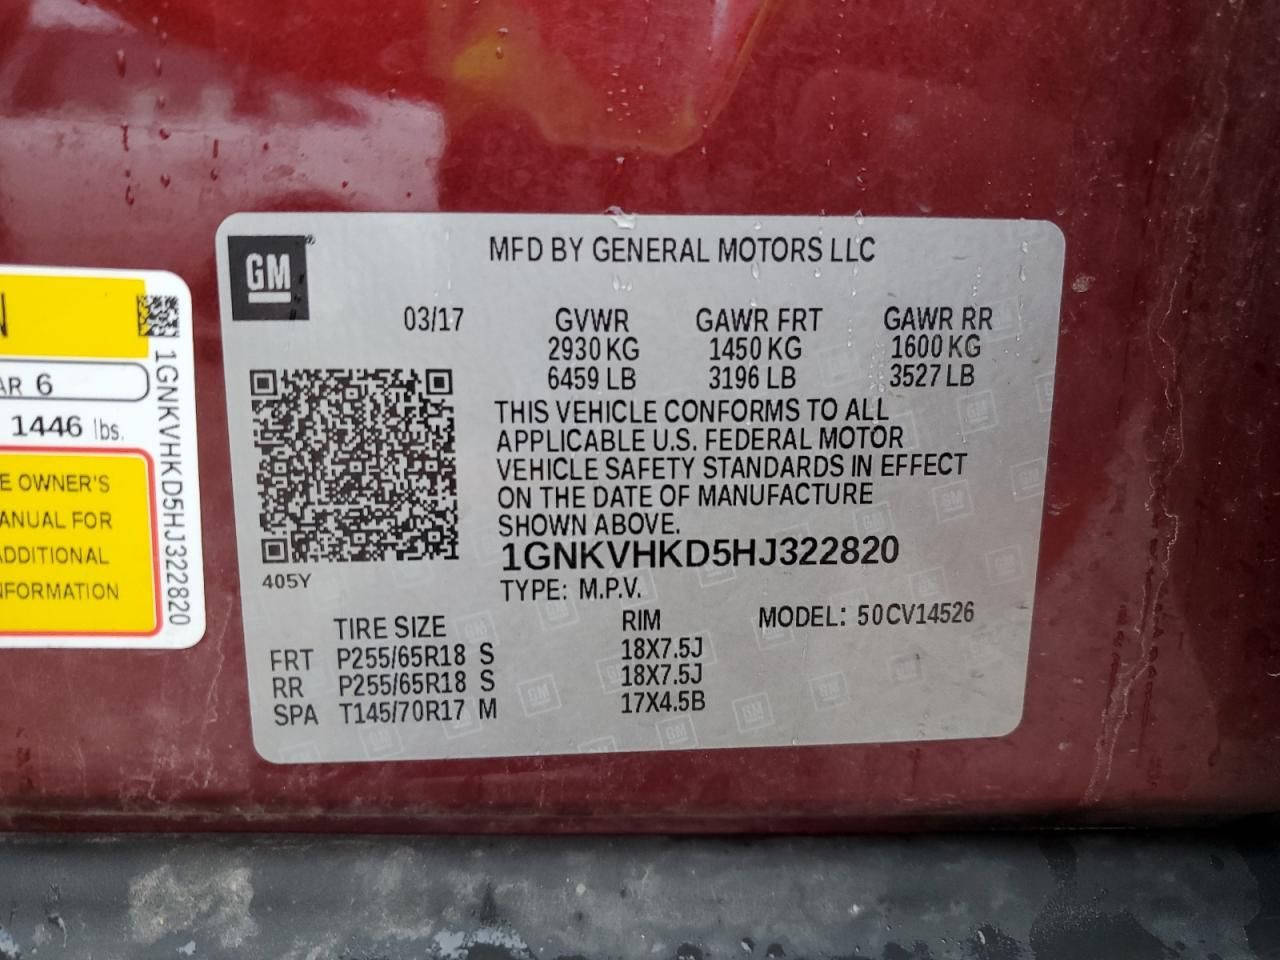 GM
MFD BY GENERAL MOTORS LLC
03/17 GVWR GAWR FRT GAWR RR
2930 KG 1450 KG 1600 KG
6459 LB 3196 LB 3527 LB
THIS VEHICLE CONFORMS TO ALL
APPLICABLE U.S. FEDERAL MOTOR
VEHICLE SAFETY STANDARDS IN EFFECT
ON THE DATE OF MANUFACTURE
SHOWN ABOVE.
1GNKVHKD5HJ322820
405Y
TYPE: M.P.V.
TIRE SIZE RIM MODEL: 50CV14526
FRT P255/65R18 S 18X7.5J
RR P255/65R18 S 18X7.5J
SPA T145/70R17 M 17X4.5B
N
AR 6
1446 lbs.
E OWNER'S
ANUAL FOR
ADDITIONAL
NFORMATION
1GNKVHKD5HJ322820